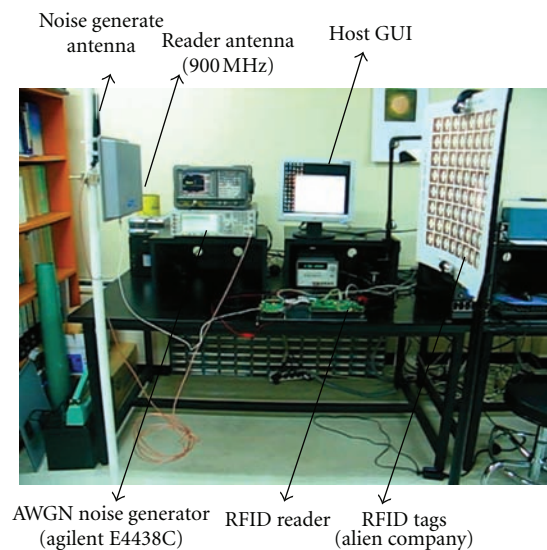 Noise generate
antenna
Reader antenna
(900 MHz)
Host GUI
AWGN noise generator
(agilent E4438C)
RFID reader
RFID tags
(alien company)